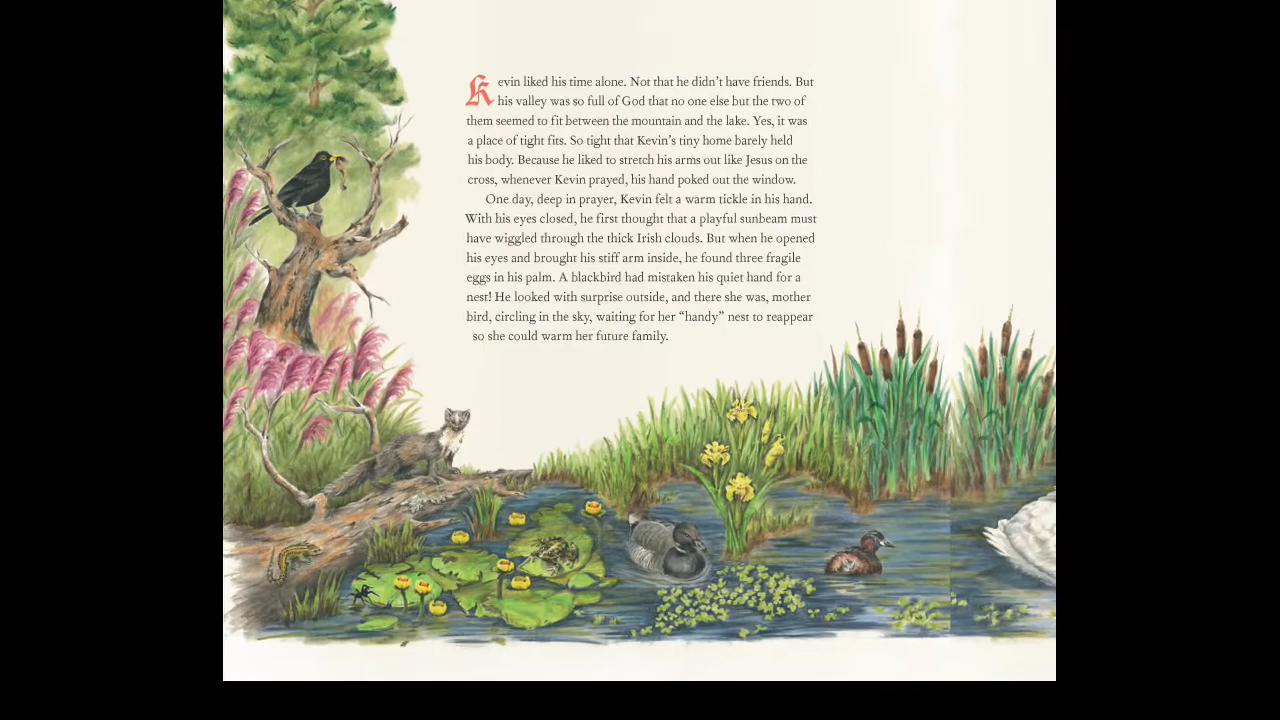 Kevin liked his time alone. Not that he didn't have friends. But
his valley was so full of God that no one else but the two of
them seemed to fit between the mountain and the lake. Yes, it was
a place of tight fits. So tight that Kevin's tiny home barely held
his body. Because he liked to stretch his arms out like Jesus on the
cross, whenever Kevin prayed, his hand poked out the window.
One day, deep in prayer, Kevin felt a warm tickle in his hand.
With his eyes closed, he first thought that a playful sunbeam must
have wiggled through the thick Irish clouds. But when he opened
his eyes and brought his stiff arm inside, he found three fragile
eggs in his palm. A blackbird had mistaken his quiet hand for a
nest! He looked with surprise outside, and there she was, mother
bird, circling in the sky, waiting for her “handy” nest to reappear
so she could warm her future family.